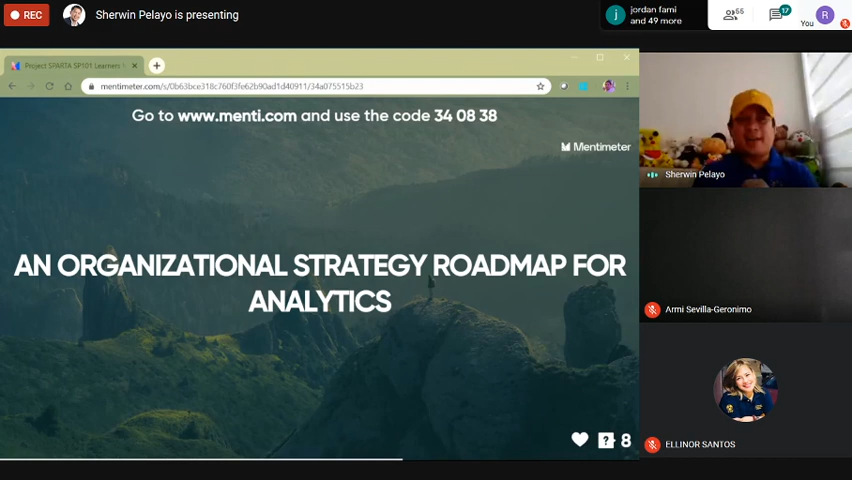 REC
Sherwin Pelayo is presenting
jordan fami
and 49 more
55
17
You
R
j
Project SPARTA SP101 Learners
mentimeter.com/s/0b63bce318c760f3fe62b90ad1d40911/34a075515b23
Go to www.menti.com and use the code 34 08 38
Mentimeter
AN ORGANIZATIONAL STRATEGY ROADMAP FOR
ANALYTICS
8
Sherwin Pelayo
Armi Sevilla-Geronimo
ELLINOR SANTOS